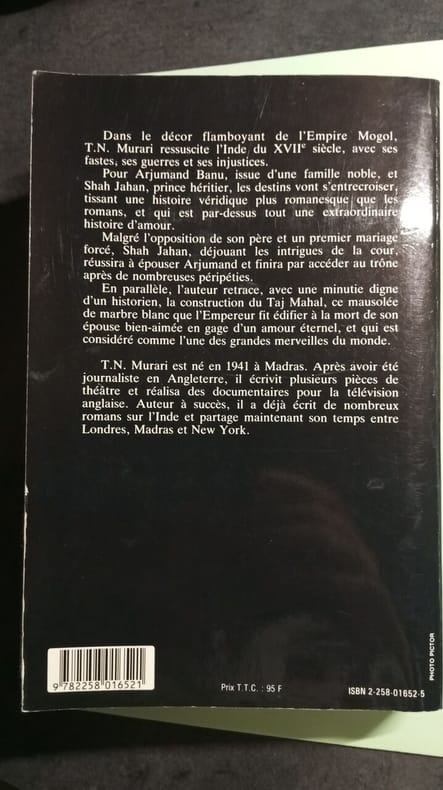 Dans le décor flamboyant de l'Empire Mogol,
T.N. Murari ressuscite l'Inde du XVIIe siècle, avec ses
fastes, ses guerres et ses injustices.
Pour Arjumand Banu, issue d'une famille noble, et
Shah Jahan, prince héritier, les destins vont s'entrecroiser,
tissant une histoire véridique plus romanesque que les
romans, et qui est par-dessus tout une extraordinaire
histoire d'amour.
Malgré l'opposition de son père et un premier mariage
forcé, Shah Jahan, déjouant les intrigues de la cour,
réussira à épouser Arjumand et finira par accéder au trône
après de nombreuses péripéties.
En parallèle, l'auteur retrace, avec une minutie digne
d'un historien, la construction du Taj Mahal, ce mausolée
de marbre blanc que l'Empereur fit édifier à la mort de son
épouse bien-aimée en gage d'un amour éternel, et qui est
considéré comme l'une des grandes merveilles du monde.
T.N. Murari est né en 1941 à Madras. Après avoir été
journaliste en Angleterre, il écrivit plusieurs pièces de
théâtre et réalisa des documentaires pour la télévision
anglaise. Auteur à succès, il a déjà écrit de nombreux
romans sur l'Inde et partage maintenant son temps entre
Londres, Madras et New York.
9 782258 016521
Prix T.T.C. : 95 F
ISBN 2-258-01652-5
PHOTO PICTOR